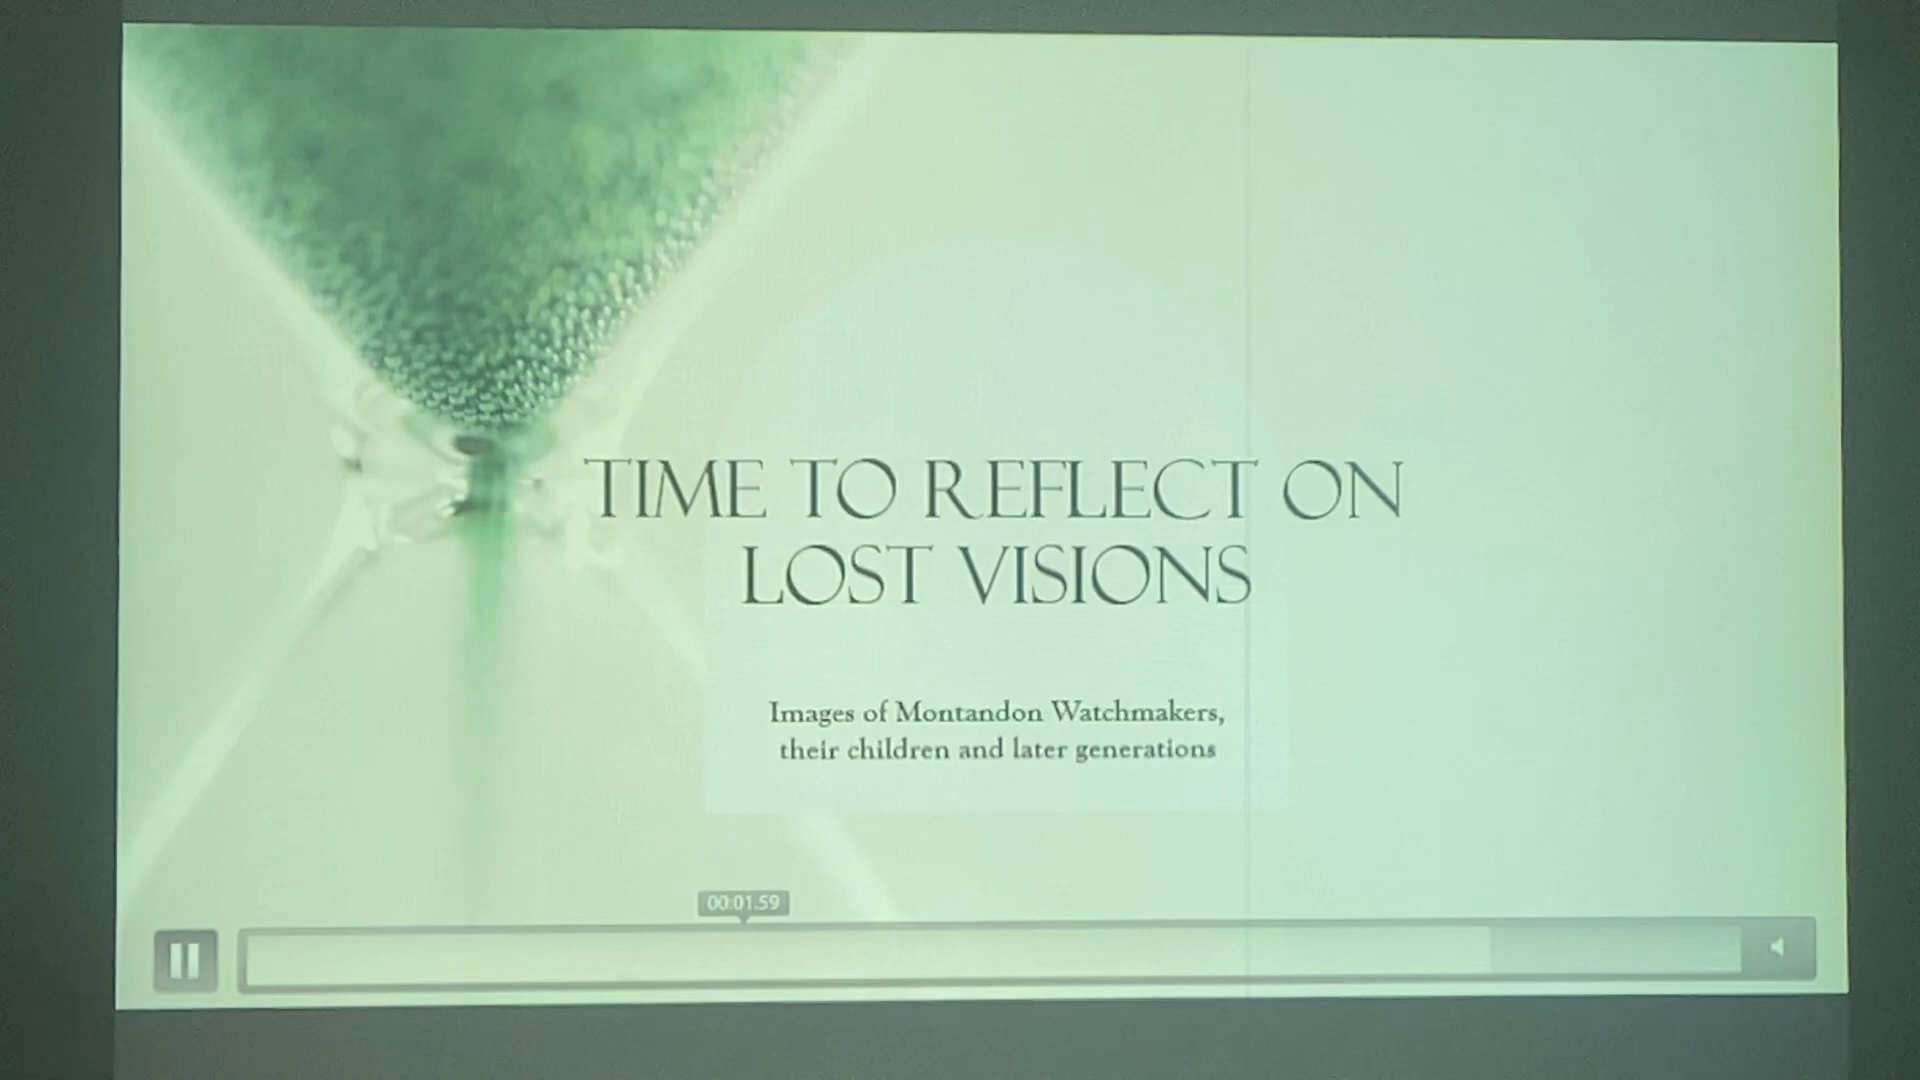 TIME TO REFLECT ON
LOST VISIONS
Images of Montandon Watchmakers,
their children and later generations
00:01.59